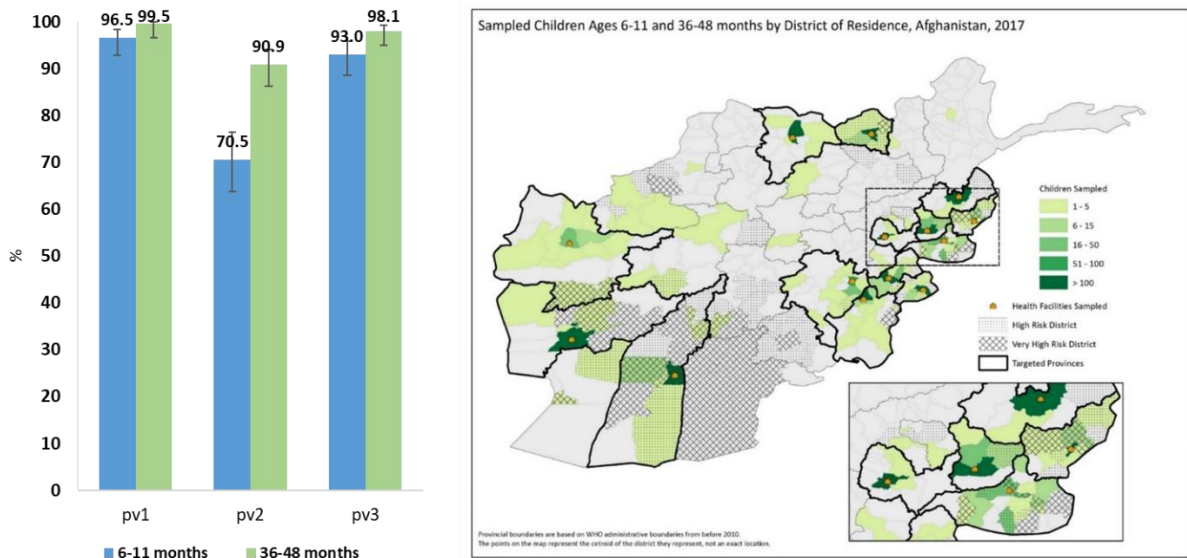 100
90
80
70
60
50
40
30
20
10
0
%
96.5
99.5
70.5
90.9
93.0
98.1
pv1
pv2
pv3
6-11 months
36-48 months
Sampled Children Ages 6-11 and 36-48 months by District of Residence, Afghanistan, 2017
Children Sampled
1 - 5
6 - 15
16 - 50
51 - 100
> 100
Health Facilities Sampled
High Risk District
Very High Risk District
Targeted Provinces
Provincial boundaries are based on WHO administrative boundaries from before 2010.
The points on the map represent the cetroid of the district they represent, not an exact location.